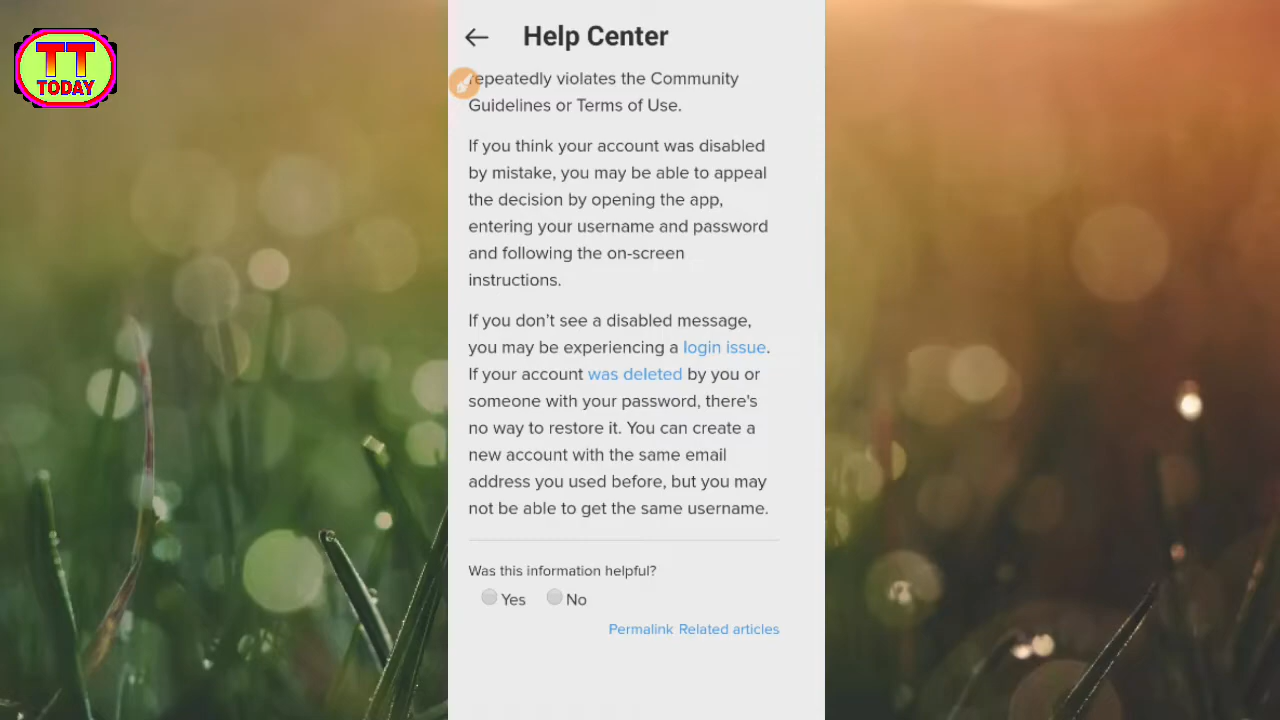 TT
TODAY
Help Center
repeatedly violates the Community
Guidelines or Terms of Use.
If you think your account was disabled
by mistake, you may be able to appeal
the decision by opening the app,
entering your username and password
and following the on-screen
instructions.
If you don't see a disabled message,
you may be experiencing a login issue.
If your account was deleted by you or
someone with your password, there's
no way to restore it. You can create a
new account with the same email
address you used before, but you may
not be able to get the same username.
Was this information helpful?
Yes No
Permalink Related articles